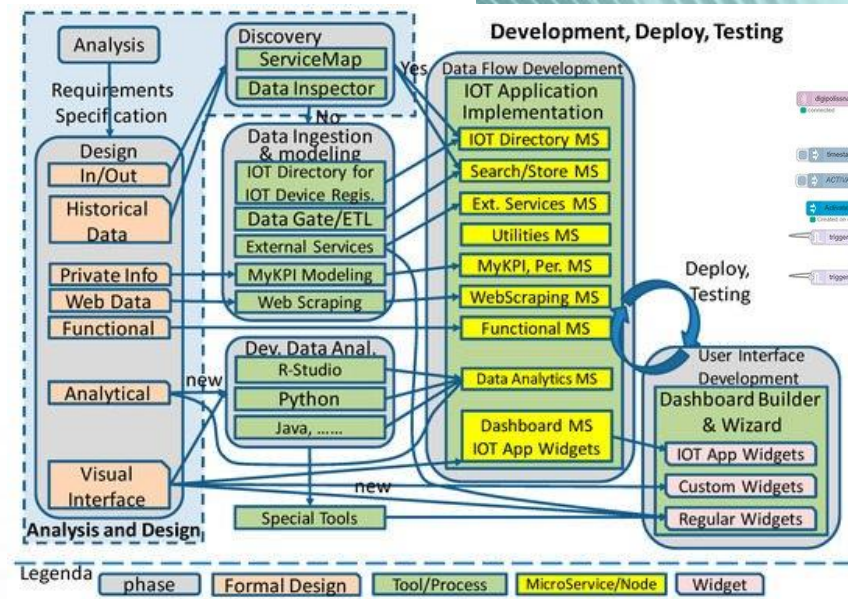 Development, Deploy, Testing
Analysis
Requirements
Specification
Discovery
ServiceMap
Data Inspector
Yes
No
Design
In/Out
Historical
Data
Private Info
Web Data
Functional
Analytical
Visual
Interface
Analysis and Design
Data Ingestion
& modeling
IOT Directory for
IOT Device Regis.
Data Gate/ETL
External Services
MyKPI Modeling
Web Scraping
new
Dev. Data Anal.
R-Studio
Python
Java, ......
new
Special Tools
Data Flow Development
IOT Application
Implementation
IOT Directory MS
Search/Store MS
Ext. Services MS
Utilities MS
MyKPI, Per. MS
WebScraping MS
Functional MS
Data Analytics MS
Dashboard MS
IOT App Widgets
Deploy,
Testing
User Interface
Development
Dashboard Builder
& Wizard
IOT App Widgets
Custom Widgets
Regular Widgets
connected
trigger
trigger
Legenda
phase
Formal Design
Tool/Process
MicroService/Node
Widget